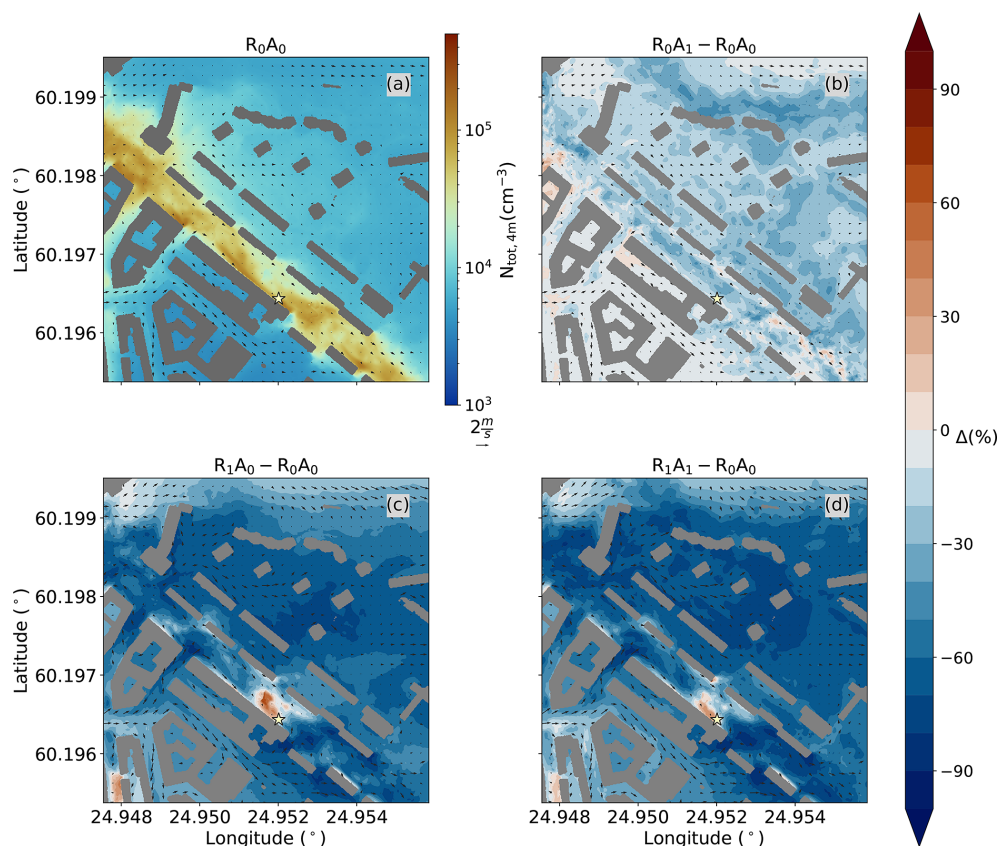 R₀A₀
(a)
60.199
60.198
60.197
60.196
Latitude (°)
10⁵
10⁴
10³
N_tot, 4m (cm⁻³)
2 m/s
R₀A₁ − R₀A₀
(b)
90
60
30
0
−30
−60
−90
Δ(%)
R₁A₀ − R₀A₀
(c)
60.199
60.198
60.197
60.196
Latitude (°)
24.948 24.950 24.952 24.954
Longitude (°)
R₁A₁ − R₀A₀
(d)
24.948 24.950 24.952 24.954
Longitude (°)